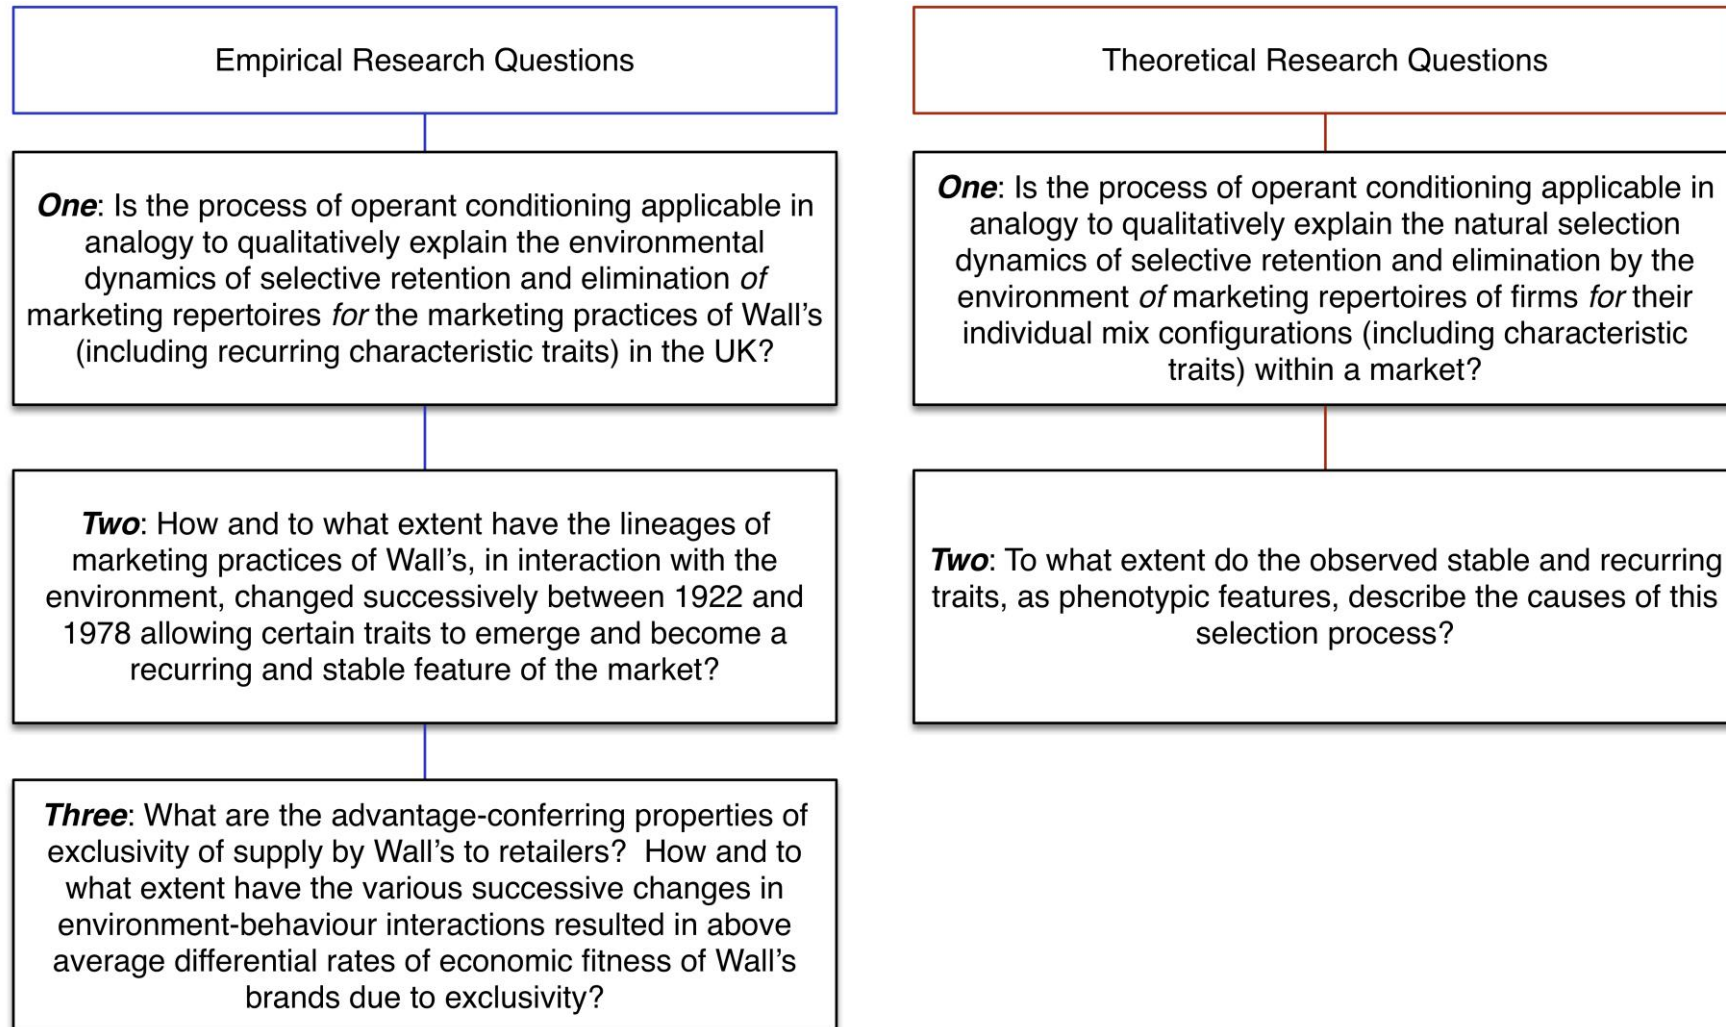 Empirical Research Questions
One: Is the process of operant conditioning applicable in
analogy to qualitatively explain the environmental
dynamics of selective retention and elimination of
marketing repertoires for the marketing practices of Wall's
(including recurring characteristic traits) in the UK?
Two: How and to what extent have the lineages of
marketing practices of Wall's, in interaction with the
environment, changed successively between 1922 and
1978 allowing certain traits to emerge and become a
recurring and stable feature of the market?
Three: What are the advantage-conferring properties of
exclusivity of supply by Wall's to retailers?  How and to
what extent have the various successive changes in
environment-behaviour interactions resulted in above
average differential rates of economic fitness of Wall's
brands due to exclusivity?
Theoretical Research Questions
One: Is the process of operant conditioning applicable in
analogy to qualitatively explain the natural selection
dynamics of selective retention and elimination by the
environment of marketing repertoires of firms for their
individual mix configurations (including characteristic
traits) within a market?
Two: To what extent do the observed stable and recurring
traits, as phenotypic features, describe the causes of this
selection process?